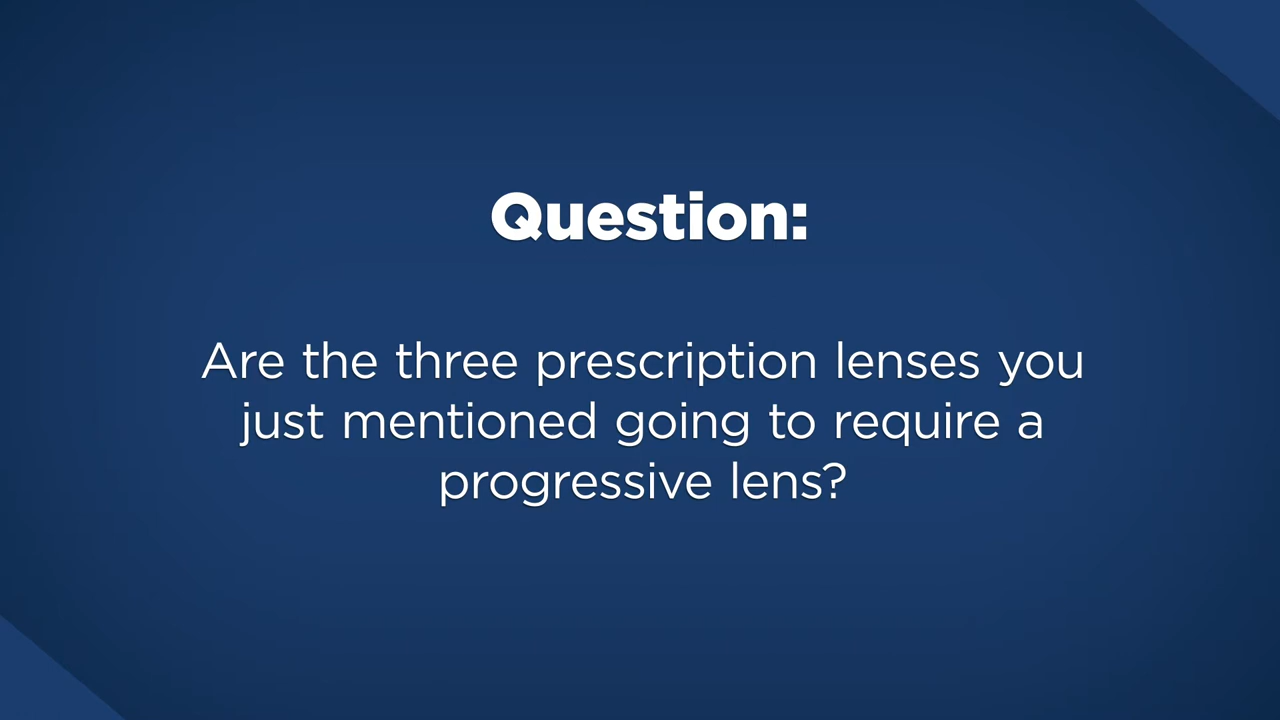 Question:
Are the three prescription lenses you
just mentioned going to require a
progressive lens?